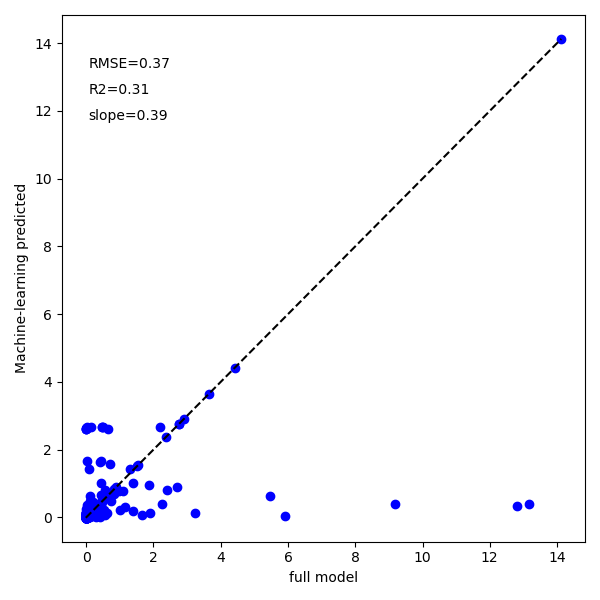 RMSE=0.37
R2=0.31
slope=0.39
Machine-learning predicted
14
12
10
8
6
4
2
0
0 2 4 6 8 10 12 14
full model